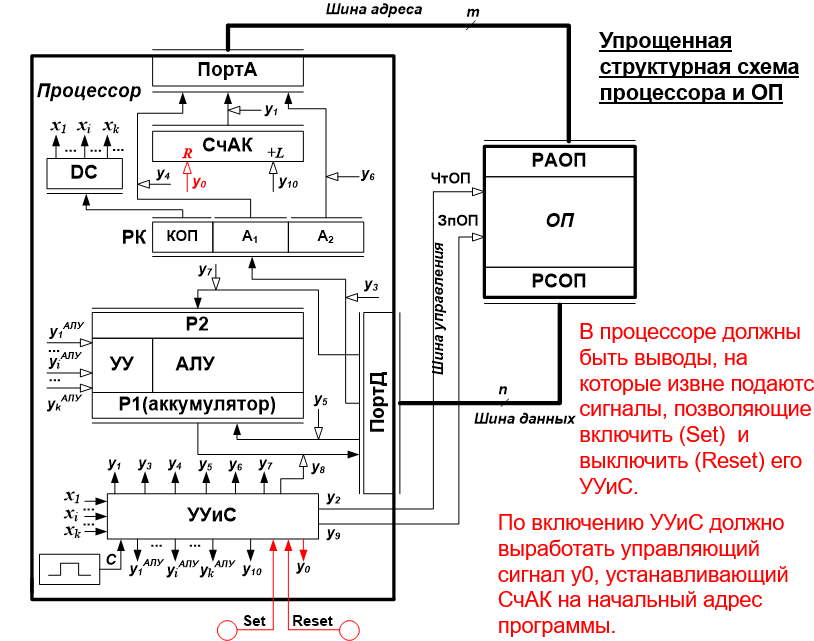 Шина адреса
m
Упрощенная
структурная схема
процессора и ОП
ПортА
Процессор
y1
x1 xi xk
... ...
СчАК
R +L
DC
y4
y0
y10
y6
РАОП
ЧтОП
ОП
ЗпОП
РСОП
РК
КОП
А1
А2
y7
y3
Шина управления
Р2
y1АЛУ
...
yiАЛУ
...
ykАЛУ
УУ
АЛУ
Р1(аккумулятор)
ПортД
n
Шина данных
y5
y8
В процессоре должны
быть выводы, на
которые извне подаютс
сигналы, позволяющие
включить (Set) и
выключить (Reset) его
УУиС.
y1 y3 y4 y5 y6 y7
x1
...
xi
...
xk
УУиС
y2
y9
C
y1АЛУ ... yiАЛУ ... ykАЛУ y10 y0
Set
Reset
По включению УУиС должно
выработать управляющий
сигнал y0, устанавливающий
СчАК на начальный адрес
программы.